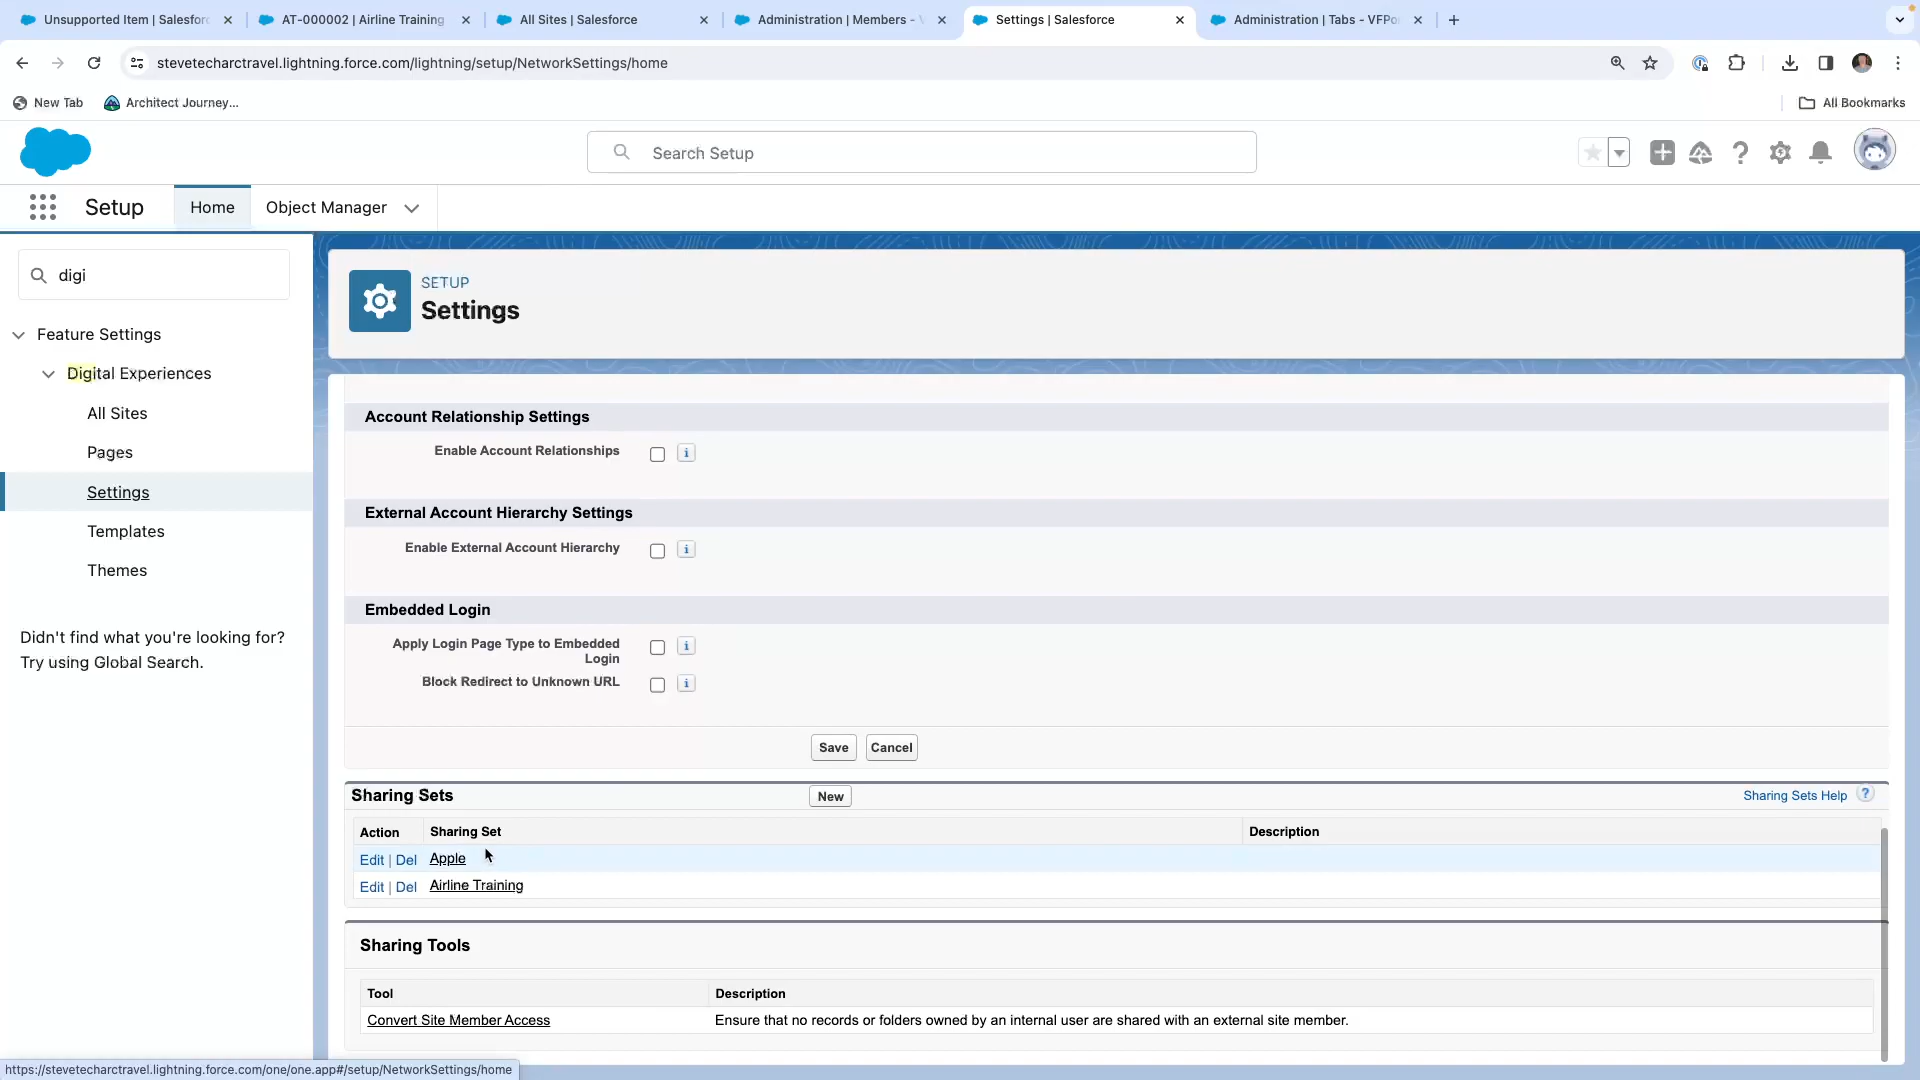 Unsupported Item | Salesforc
AT-000002 | Airline Training
All Sites | Salesforce
Administration | Members - V
Settings | Salesforce
Administration | Tabs - VFPo
stevetecharctravel.lightning.force.com/lightning/setup/NetworkSettings/home
New Tab
Architect Journey...
All Bookmarks
Search Setup
Setup
Home
Object Manager
digi
Feature Settings
Digital Experiences
All Sites
Pages
Settings
Templates
Themes
Didn't find what you're looking for?
Try using Global Search.
SETUP
Settings
Account Relationship Settings
Enable Account Relationships
External Account Hierarchy Settings
Enable External Account Hierarchy
Embedded Login
Apply Login Page Type to Embedded
Login
Block Redirect to Unknown URL
Save
Cancel
Sharing Sets
New
Sharing Sets Help
Action
Sharing Set
Description
Edit | Del
Apple
Edit | Del
Airline Training
Sharing Tools
Tool
Description
Convert Site Member Access
Ensure that no records or folders owned by an internal user are shared with an external site member.
https://stevetecharctravel.lightning.force.com/one/one.app#/setup/NetworkSettings/home